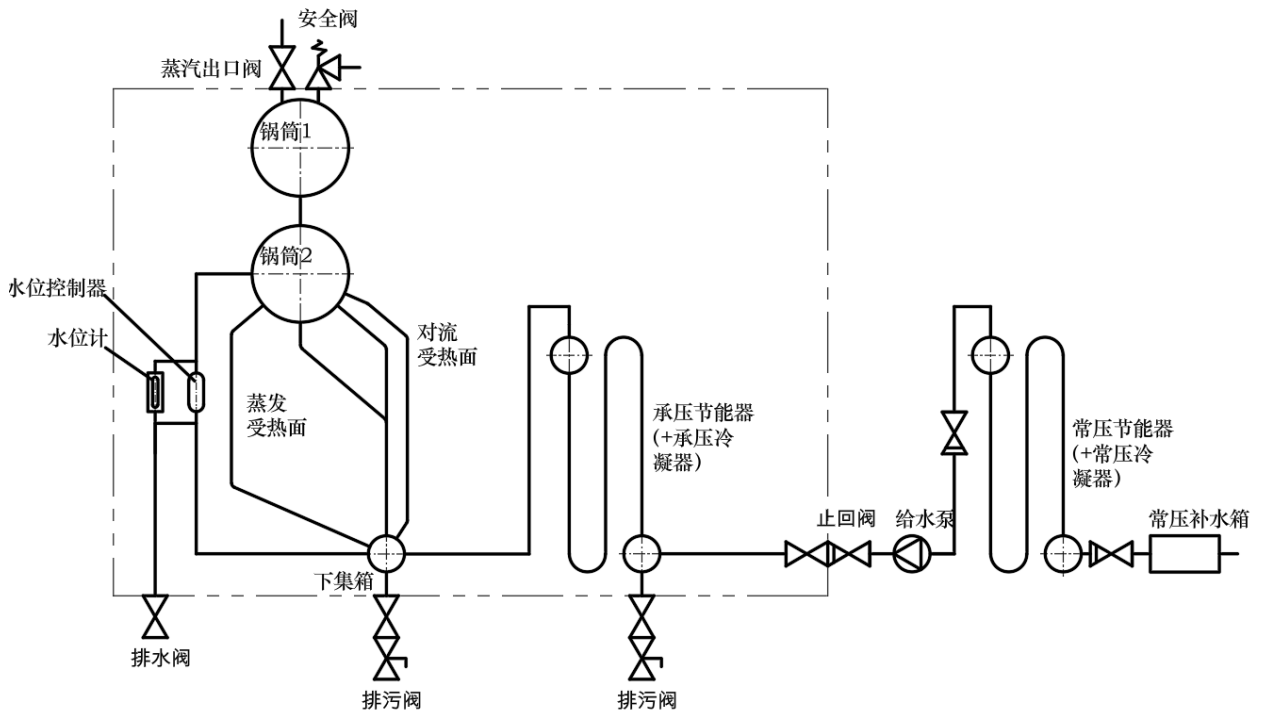 安全阀
蒸汽出口阀
锅筒1
锅筒2
水位控制器
水位计
对流
受热面
蒸发
受热面
承压节能器
(+承压冷
凝器)
常压节能器
(+常压冷
凝器)
止回阀
给水泵
常压补水箱
下集箱
排水阀
排污阀
排污阀